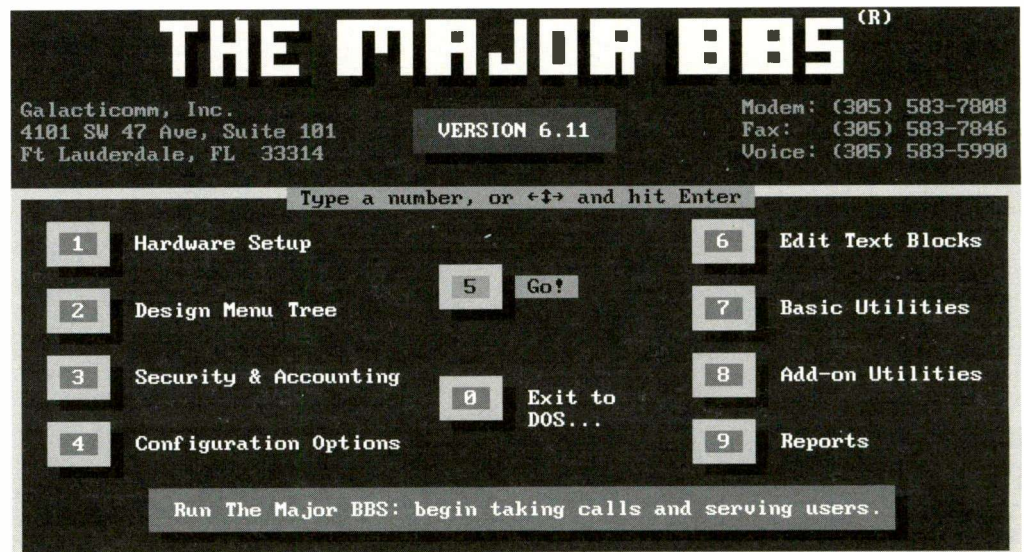 THE MAJOR BBS (R)
Galacticomm, Inc.
4101 SW 47 Ave, Suite 101
Ft Lauderdale, FL 33314
VERSION 6.11
Modem: (305) 583-7808
Fax: (305) 583-7846
Voice: (305) 583-5990
Type a number, or ←↕→ and hit Enter
1 Hardware Setup
2 Design Menu Tree
3 Security & Accounting
4 Configuration Options
5 Go!
0 Exit to
DOS...
6 Edit Text Blocks
7 Basic Utilities
8 Add-on Utilities
9 Reports
Run The Major BBS: begin taking calls and serving users.